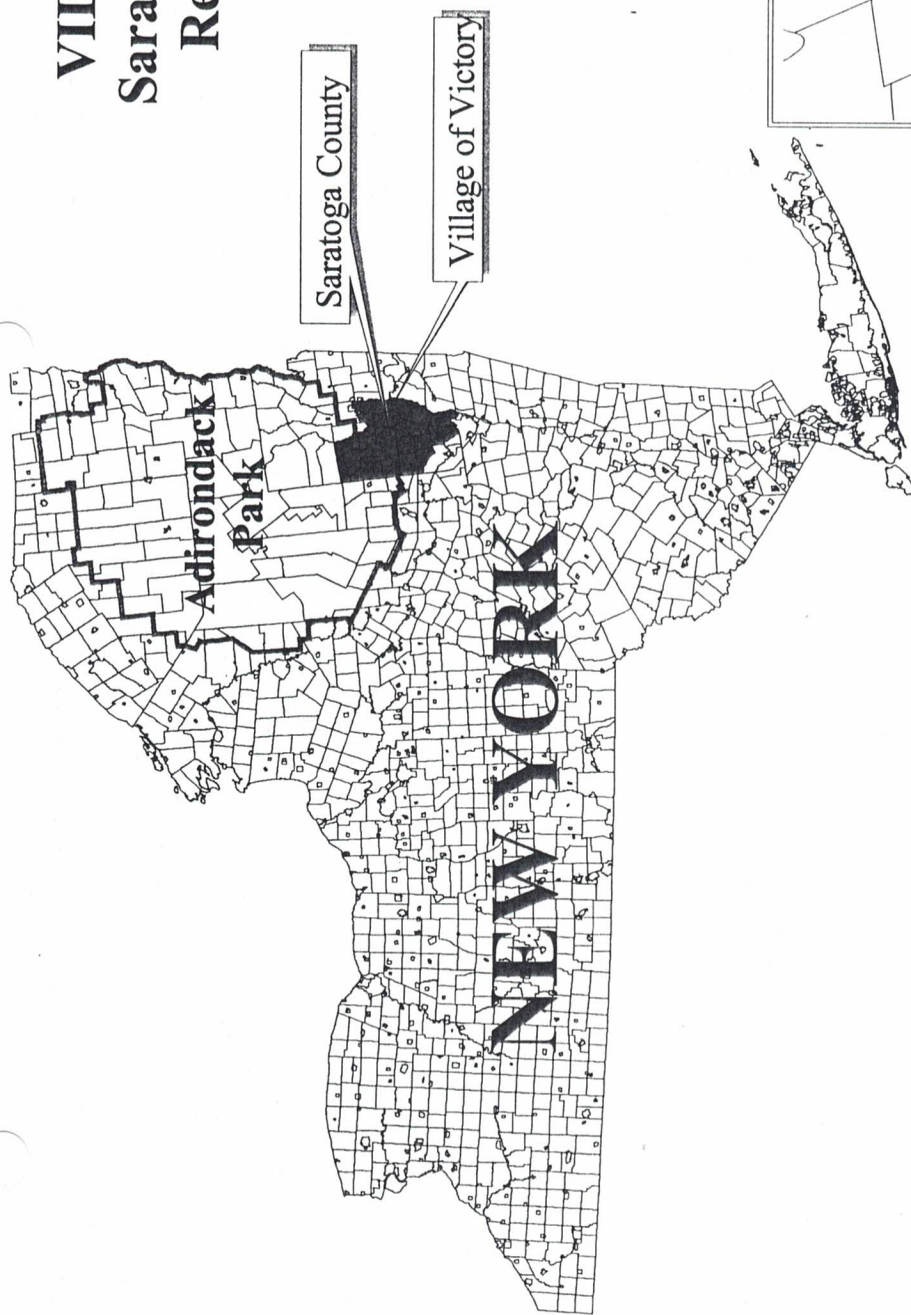 VII
Sara
Re
Saratoga County
Village of Victory
Adirondack
Park
NEW YORK